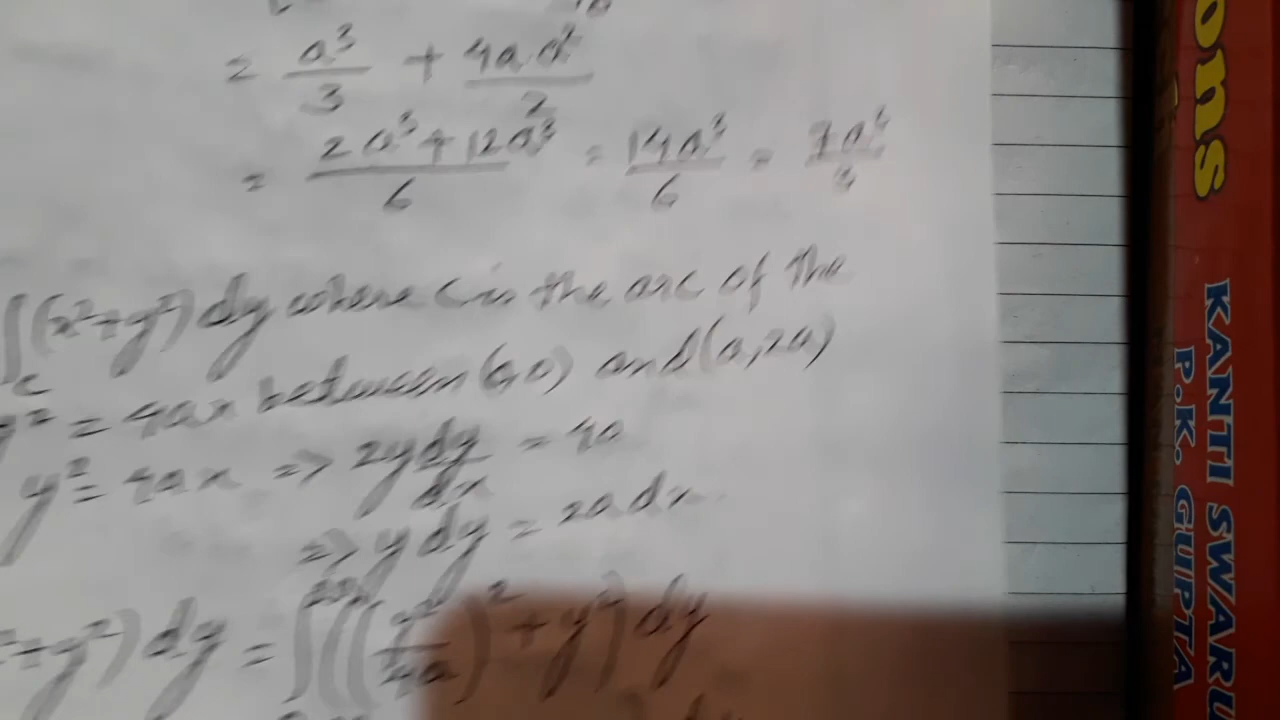 = a³/3 + 4a a²/2
= 2a³+12a³/6 = 14a³/6 = 7a³/3
∫c (x²+y²) dy where C is the arc of the
y² = 4ax between (0,0) and (a,2a)
y² = 4ax => 2y dy/dx = 4a
=> y dy = 2a dx
²+y²) dy = ∫ ((y²/4a)² + y²) dy
ons
KANTI SWARU
P.K. GUPTA